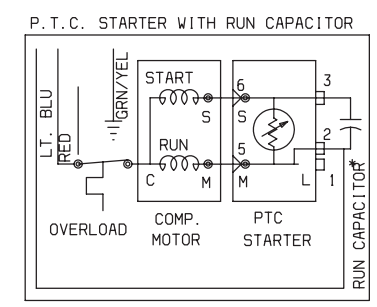 P.T.C. STARTER WITH RUN CAPACITOR
LT. BLU
RED
GRN/YEL
START
S
RUN
C
M
6
S
5
M
3
2
L
1
OVERLOAD
COMP.
MOTOR
PTC
STARTER
RUN CAPACITOR*